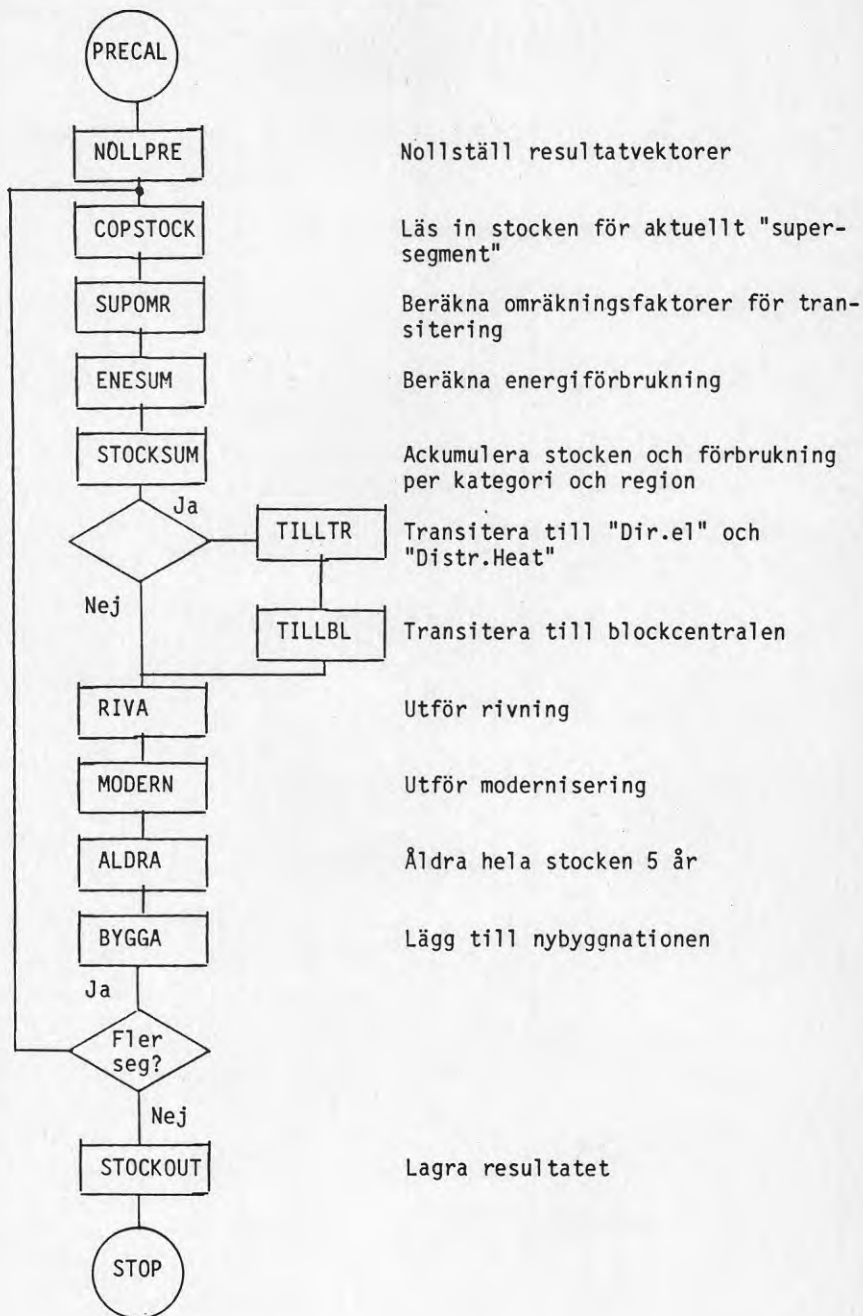 PRECAL
NOLLPRE
Nollställ resultatvektorer
COPSTOCK
Läs in stocken för aktuellt "super-
segment"
SUPOMR
Beräkna omräkningsfaktorer för tran-
sitering
ENESUM
Beräkna energiförbrukning
STOCKSUM
Ackumulera stocken och förbrukning
per kategori och region
Ja
TILLTR
Transitera till "Dir.el" och
"Distr.Heat"
Nej
TILLBL
Transitera till blockcentralen
RIVA
Utför rivning
MODERN
Utför modernisering
ALDRA
Åldra hela stocken 5 år
BYGGA
Lägg till nybyggnationen
Ja
Fler
seg?
Nej
STOCKOUT
Lagra resultatet
STOP